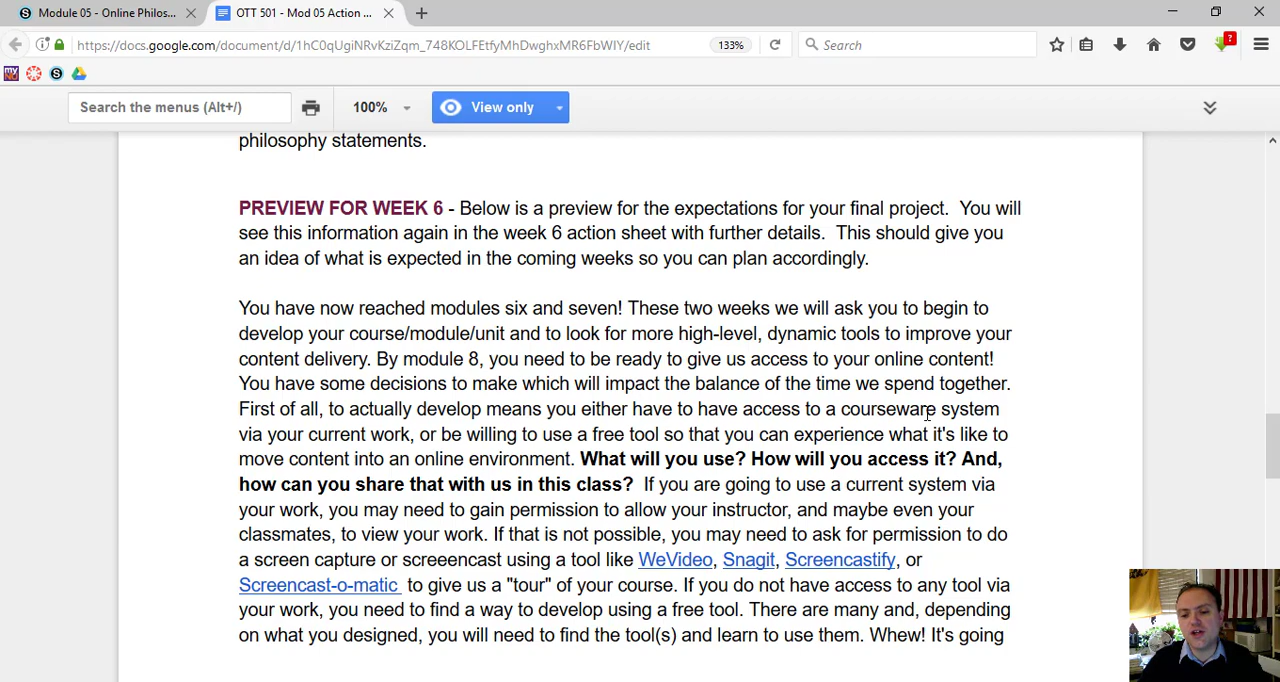 Module 05 - Online Philos...
OTT 501 - Mod 05 Action ...
https://docs.google.com/document/d/1hC0qUgiNRvKziZqm_748KOLFEtfyMhDwghxMR6FbWIY/edit
133%
Search
?
Search the menus (Alt+/)
100%
View only
philosophy statements.
PREVIEW FOR WEEK 6 - Below is a preview for the expectations for your final project. You will
see this information again in the week 6 action sheet with further details. This should give you
an idea of what is expected in the coming weeks so you can plan accordingly.
You have now reached modules six and seven! These two weeks we will ask you to begin to
develop your course/module/unit and to look for more high-level, dynamic tools to improve your
content delivery. By module 8, you need to be ready to give us access to your online content!
You have some decisions to make which will impact the balance of the time we spend together.
First of all, to actually develop means you either have to have access to a courseware system
via your current work, or be willing to use a free tool so that you can experience what it's like to
move content into an online environment. What will you use? How will you access it? And,
how can you share that with us in this class? If you are going to use a current system via
your work, you may need to gain permission to allow your instructor, and maybe even your
classmates, to view your work. If that is not possible, you may need to ask for permission to do
a screen capture or screeencast using a tool like WeVideo, Snagit, Screencastify, or
Screencast-o-matic to give us a "tour" of your course. If you do not have access to any tool via
your work, you need to find a way to develop using a free tool. There are many and, depending
on what you designed, you will need to find the tool(s) and learn to use them. Whew! It's going